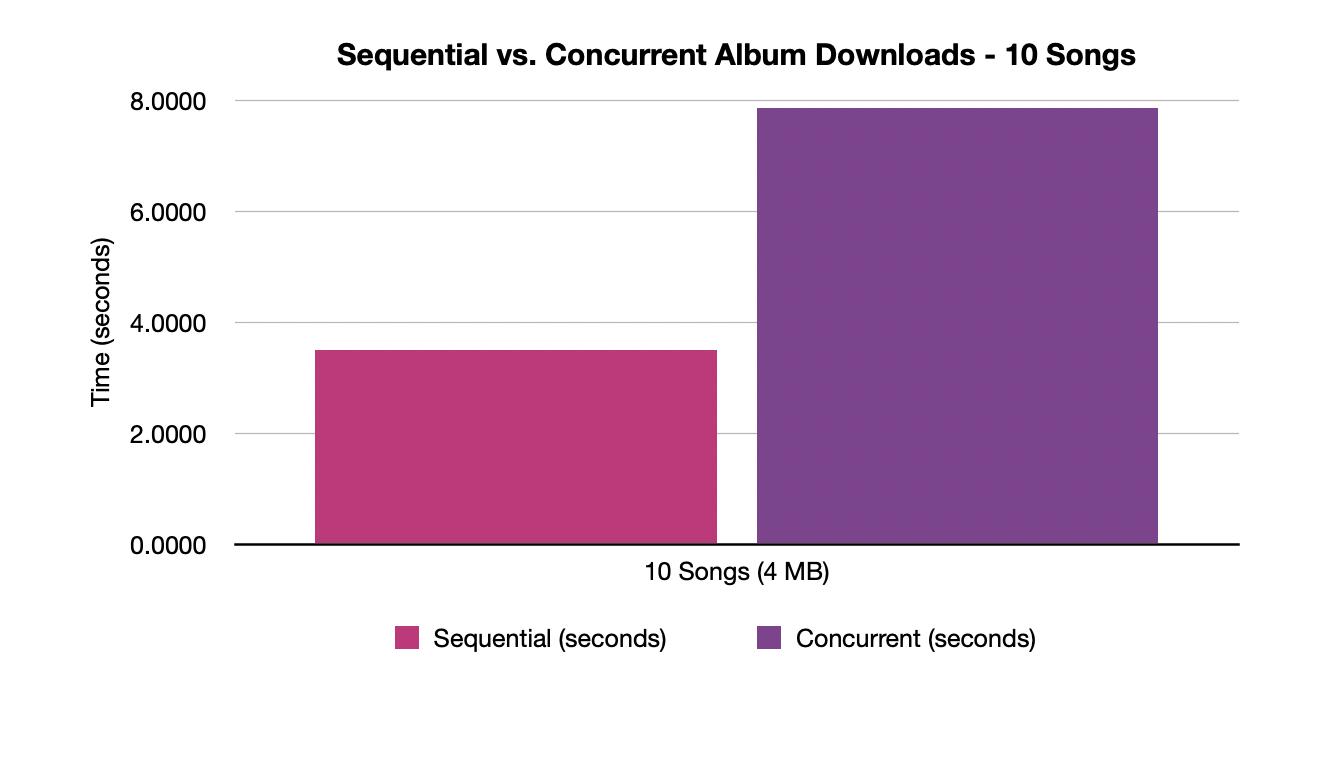 Sequential vs. Concurrent Album Downloads - 10 Songs
8.0000
6.0000
4.0000
2.0000
0.0000
Time (seconds)
10 Songs (4 MB)
Sequential (seconds)
Concurrent (seconds)